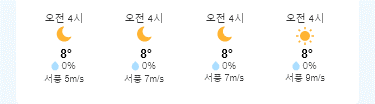 오전 4시 오전 4시 오전 4시 오전 4시
8° 8° 8° 8°
0% 0% 0% 0%
서풍 5m/s 서풍 7m/s 서풍 7m/s 서풍 9m/s